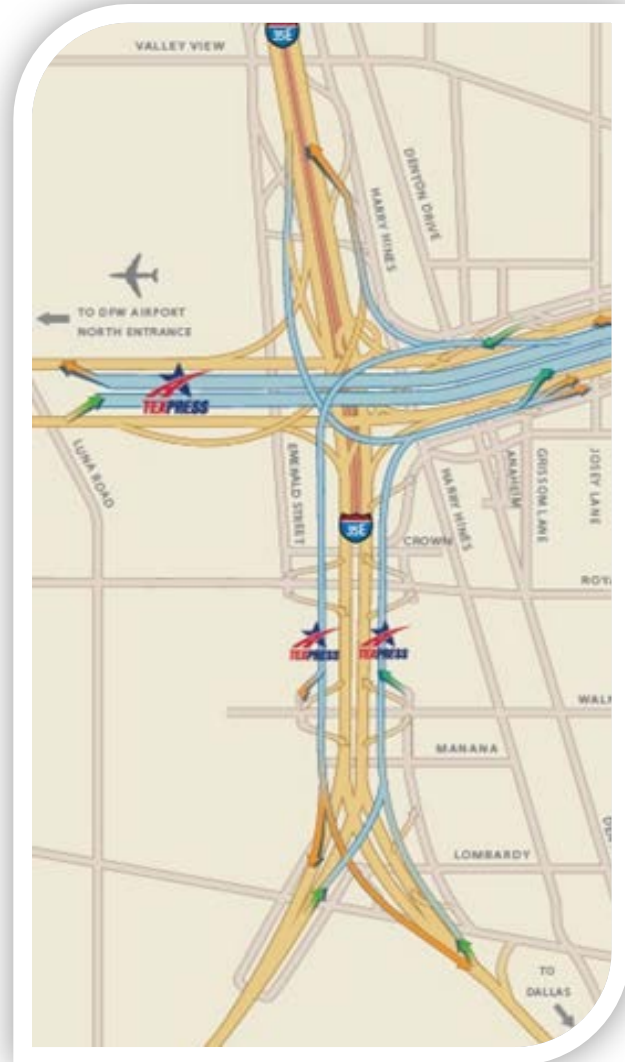 35E
VALLEY VIEW
DENTON DRIVE
HARRY HINES
TO DFW AIRPORT
NORTH ENTRANCE
TEXPRESS
LUNA ROAD
EMERALD STREET
HARRY HINES
ANAHEIM
GRISSOM LANE
JOSEY LANE
35E
CROWN
ROYA
TEXPRESS
TEXPRESS
WALN
MANANA
LOMBARDY
TO
DALLAS